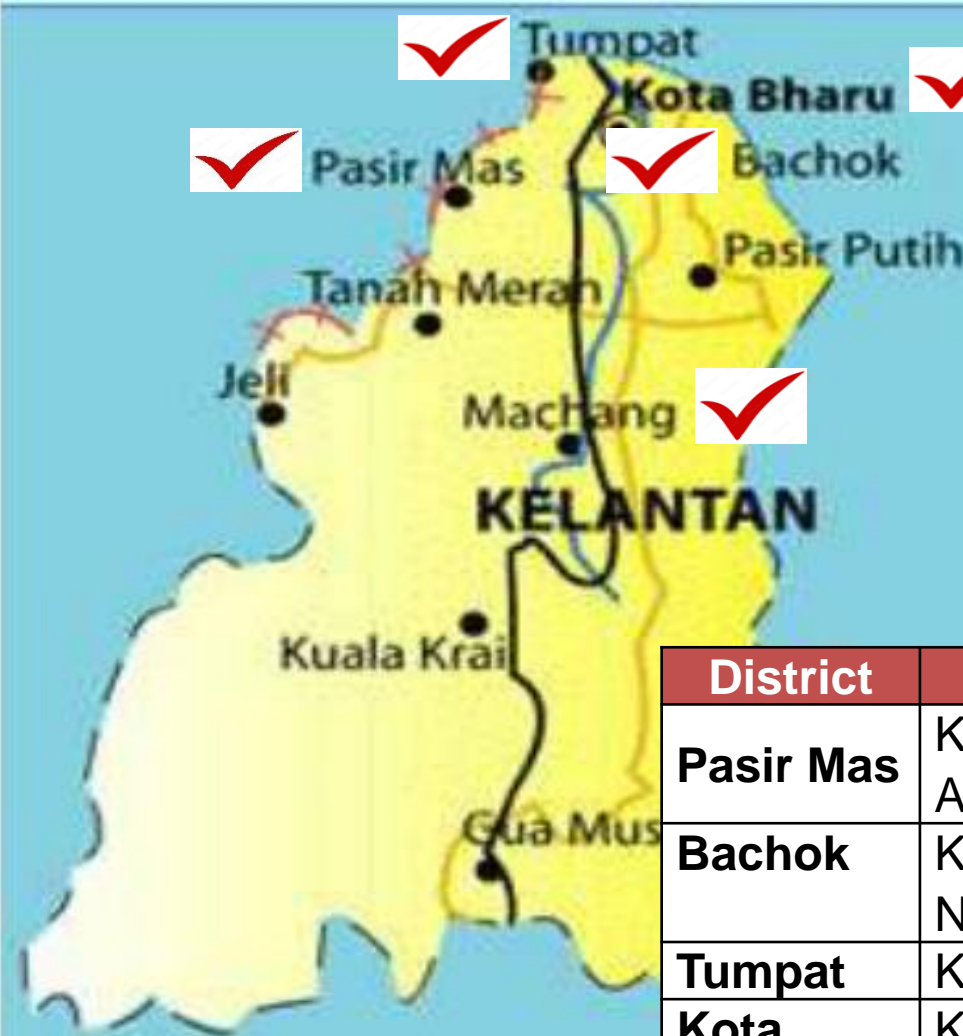 Tumpat
Kota Bharu
Pasir Mas
Bachok
Pasir Putih
Tanah Merah
Jeli
Machang
KELANTAN
Kuala Krai
Gua Mus
District
Pasir Mas
K
A
Bachok
K
N
Tumpat
K
Kota
K